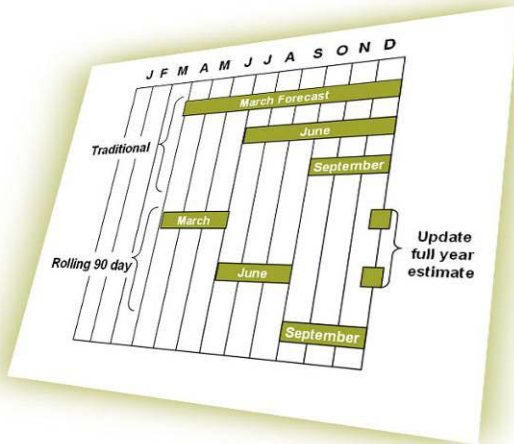 J F M A M J J A S O N D
March Forecast
June
Traditional
September
March
Update
full year
estimate
Rolling 90 day
June
September